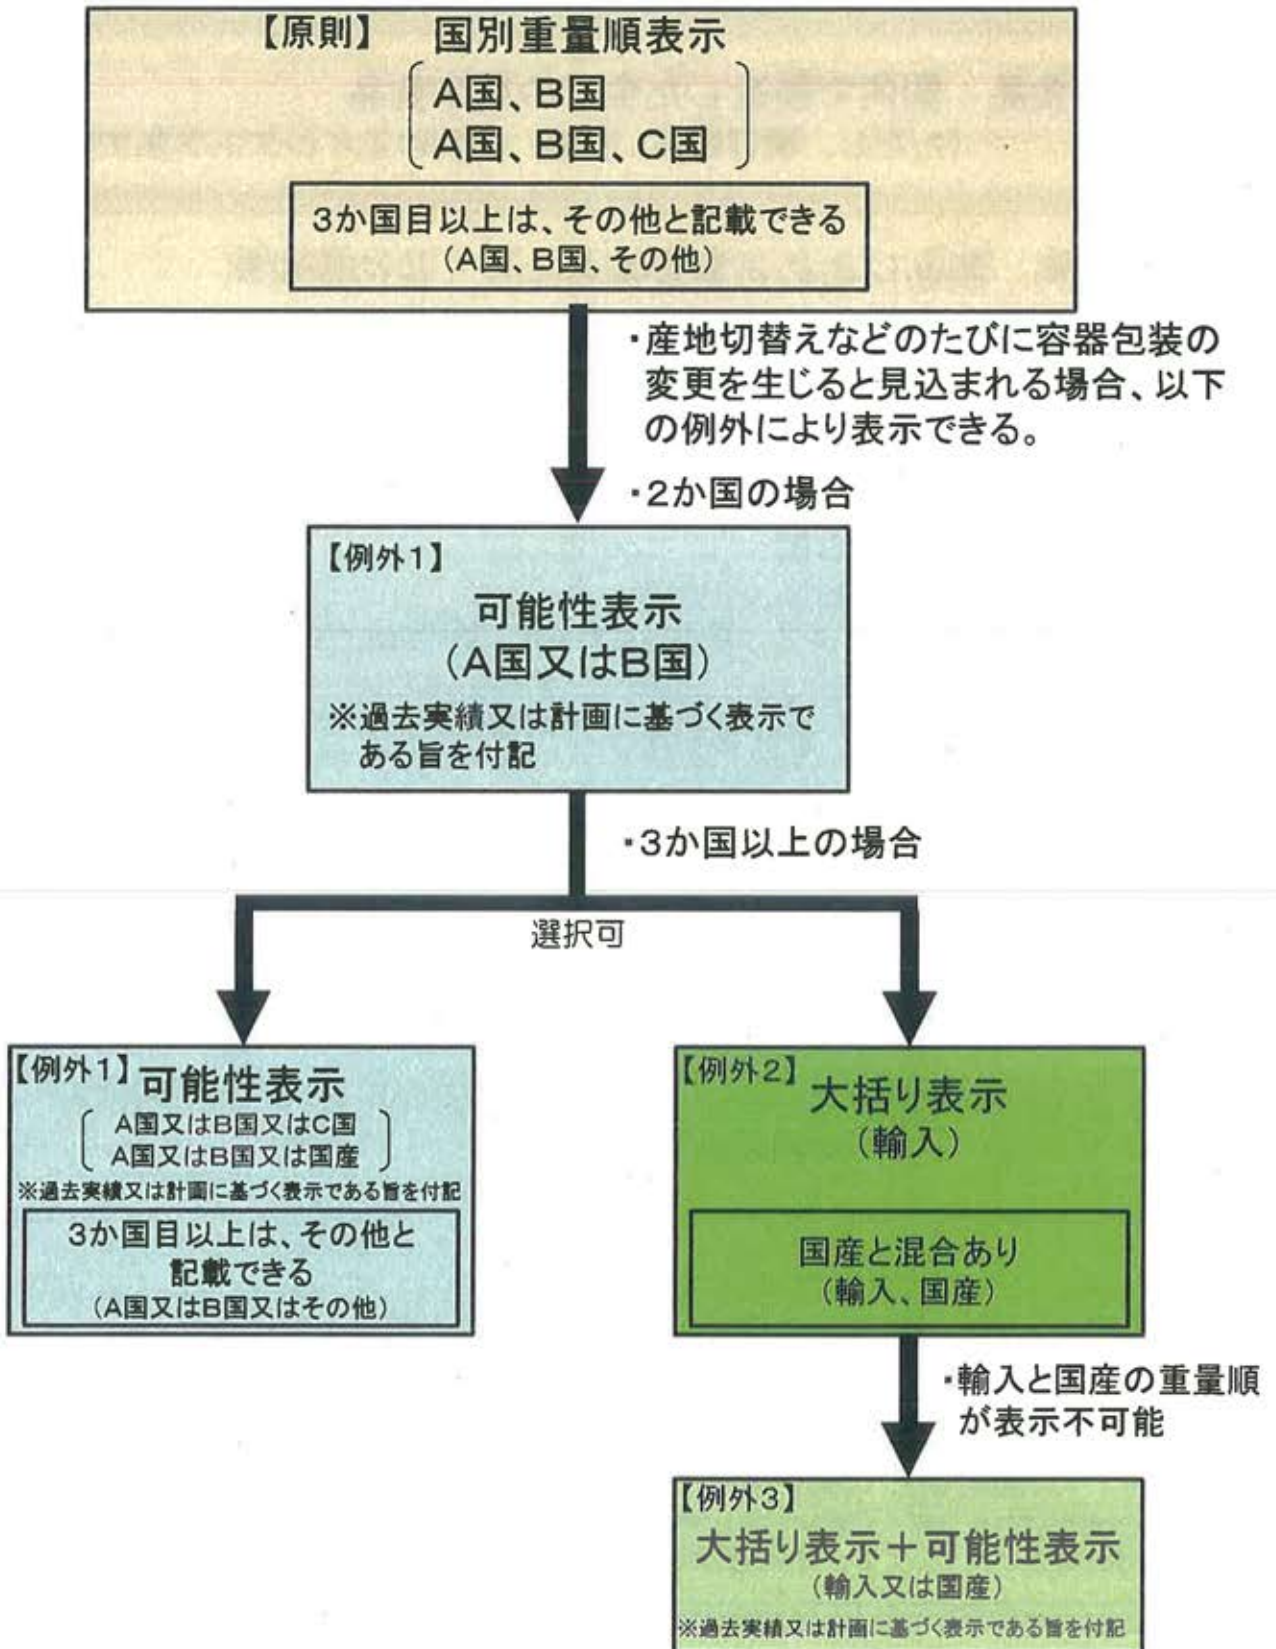 【原則】 国別重量順表示
A国、B国
A国、B国、C国
3か国目以上は、その他と記載できる
(A国、B国、その他)
・産地切替えなどのたびに容器包装の
変更を生じると見込まれる場合、以下
の例外により表示できる。
・2か国の場合
【例外1】
可能性表示
(A国又はB国)
※過去実績又は計画に基づく表示で
ある旨を付記
・3か国以上の場合
選択可
【例外1】可能性表示
A国又はB国又はC国
A国又はB国又は国産
※過去実績又は計画に基づく表示である旨を付記
3か国目以上は、その他と
記載できる
(A国又はB国又はその他)
【例外2】
大括り表示
(輸入)
国産と混合あり
(輸入、国産)
・輸入と国産の重量順
が表示不可能
【例外3】
大括り表示+可能性表示
(輸入又は国産)
※過去実績又は計画に基づく表示である旨を付記